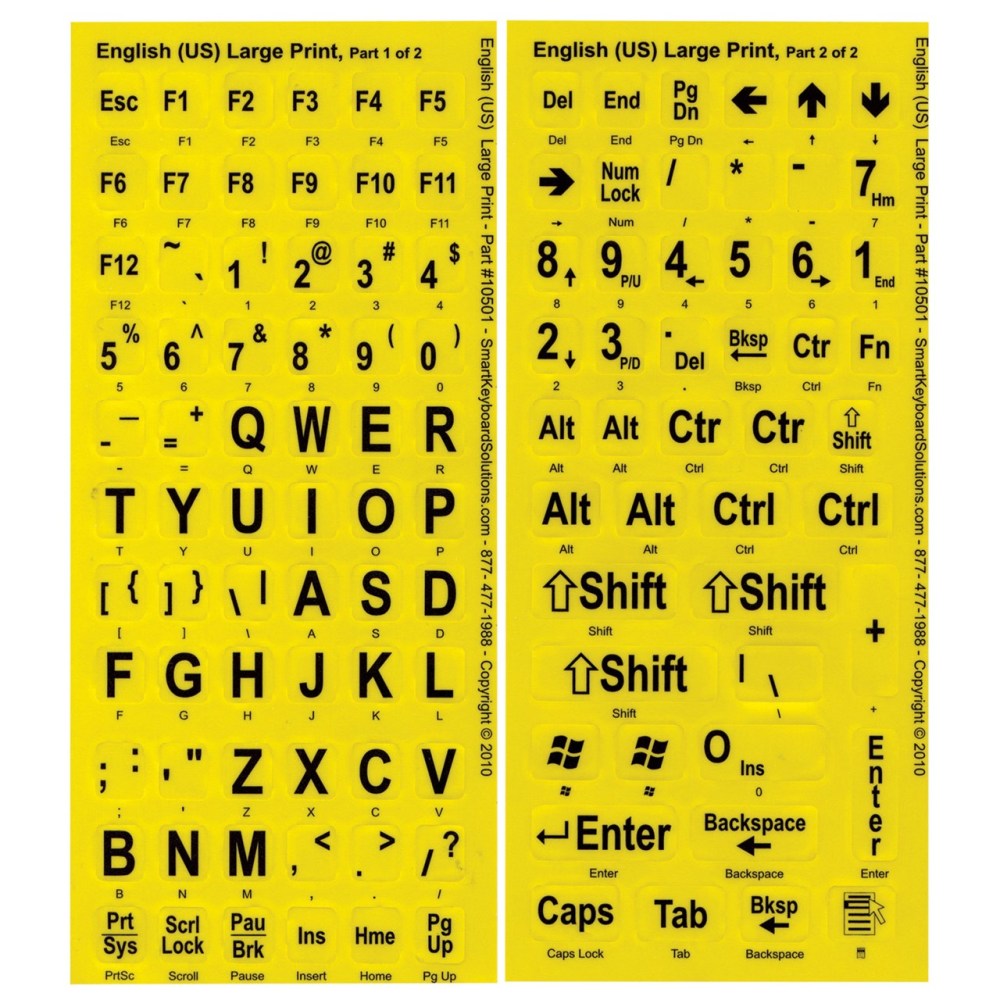 English (US) Large Print, Part 1 of 2
Esc F1 F2 F3 F4 F5
Esc F1 F2 F3 F4 F5
F6 F7 F8 F9 F10 F11
F6 F7 F8 F9 F10 F11
F12 ~ ` 1 ! 2 @ 3 # 4 $
F12 ` 1 2 3 4
5 % 6 ^ 7 & 8 * 9 ( 0 )
5 6 7 8 9 0
- _ = + Q W E R
- = Q W E R
T Y U I O P
T Y U I O P
[ { ] } \ | A S D
[ ] \ A S D
F G H J K L
F G H J K L
; : ' " Z X C V
; ' Z X C V
B N M , < . > / ?
B N M , . /
Prt Sys Scrl Lock Pau Brk Ins Hme Pg Up
PrtSc Scroll Pause Insert Home Pg Up
English (US) Large Print - Part #10501 - SmartKeyboardSolutions.com - 877- 477-1988 - Copyright © 2010
English (US) Large Print, Part 2 of 2
Del End Pg Dn ← ↑ ↓
Del End Pg Dn ← ↑ ↓
→ Num Lock / * - 7 Hm
→ Num / * - 7
8 ↑ 9 P/U 4 ← 5 6 → 1 End
8 9 4 5 6 1
2 ↓ 3 P/D . Del Bksp ← Ctr Fn
2 3 . Bksp Ctrl Fn
Alt Alt Ctr Ctr ⇧ Shift
Alt Alt Ctrl Ctrl Shift
Alt Alt Ctrl Ctrl
Alt Alt Ctrl Ctrl
⇧Shift ⇧Shift +
Shift Shift
⇧Shift | \
Shift \ +
O Ins Enter
0
↵Enter Backspace ←
Enter Backspace Enter
Caps Tab Bksp ←
Caps Lock Tab Backspace
English (US) Large Print - Part #10501 - SmartKeyboardSolutions.com - 877- 477-1988 - Copyright © 2010